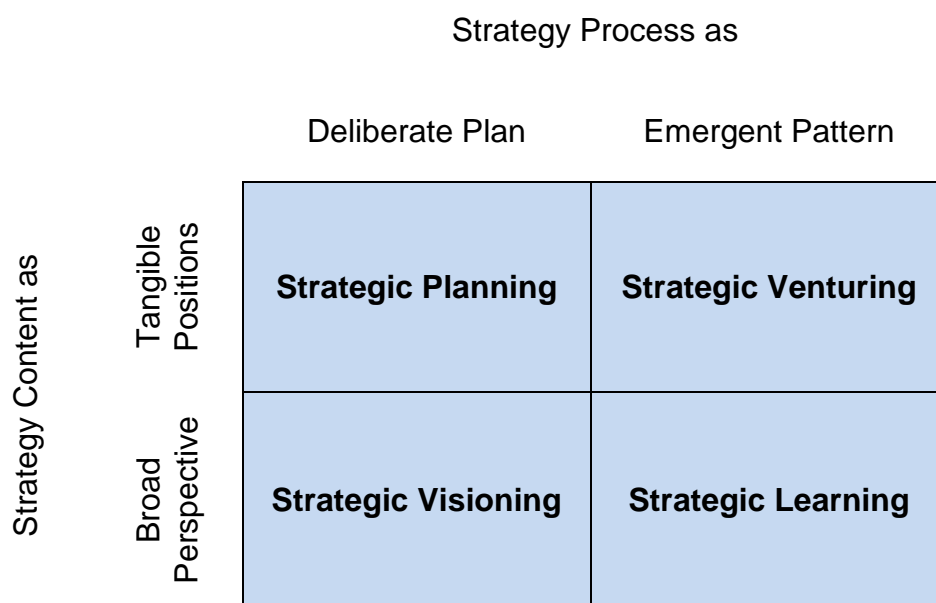 Strategy Process as
Deliberate Plan
Emergent Pattern
Strategy Content as
Tangible
Positions
Strategic Planning
Strategic Venturing
Broad
Perspective
Strategic Visioning
Strategic Learning